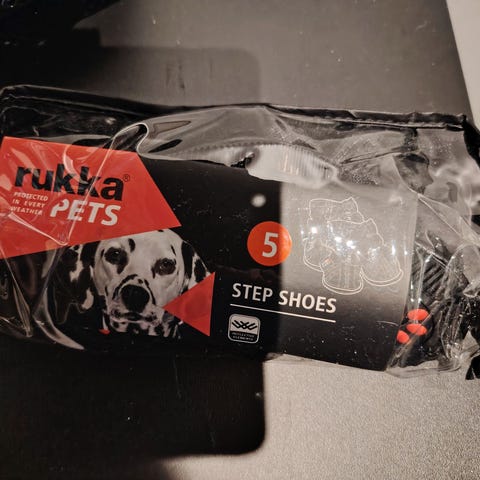 rukka®
PROTECTED
IN EVERY
WEATHER
PETS
5
STEP SHOES